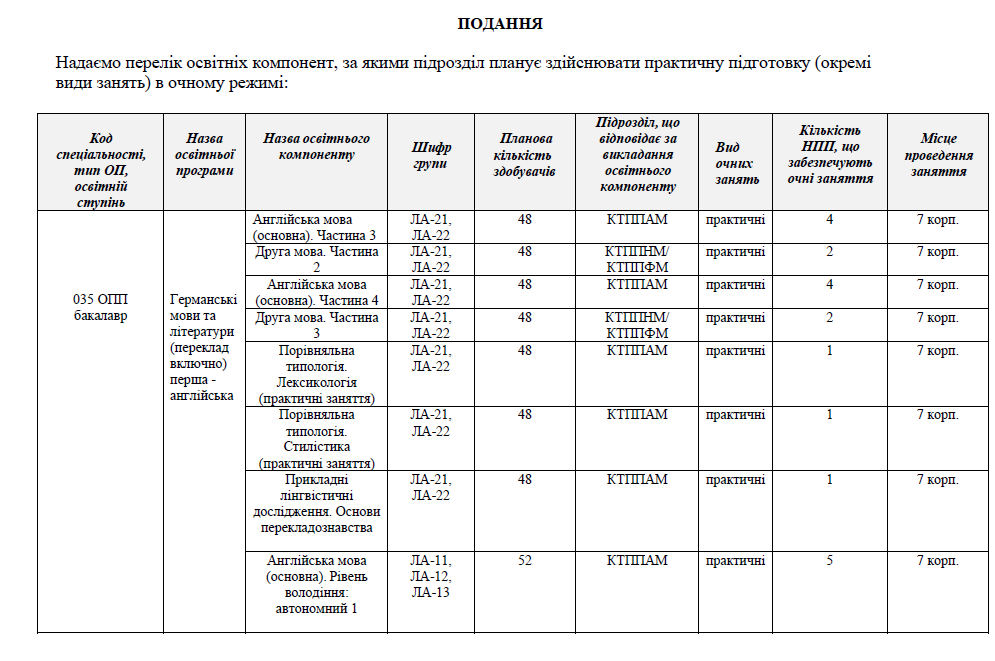 ПОДАННЯ
Надаємо перелік освітніх компонент, за якими підрозділ планує здійснювати практичну підготовку (окремі
види занять) в очному режимі:
Код
спеціальності,
тип ОП,
освітній
ступінь
Назва
освітньої
програми
Назва освітнього
компоненту
Шифр
групи
Планова
кількість
здобувачів
Підрозділ, що
відповідає за
викладання
освітнього
компоненту
Вид
очних
занять
Кількість
НПП, що
забезпечують
очні заняття
Місце
проведення
заняття
035 ОПП
бакалавр
Германські
мови та
літератури
(переклад
включно)
перша -
англійська
Англійська мова
(основна). Частина 3
ЛА-21,
ЛА-22
48
КТППАМ
практичні
4
7 корп.
Друга мова. Частина
2
ЛА-21,
ЛА-22
48
КТППНМ/
КТППФМ
практичні
2
7 корп.
Англійська мова
(основна). Частина 4
ЛА-21,
ЛА-22
48
КТППАМ
практичні
4
7 корп.
Друга мова. Частина
3
ЛА-21,
ЛА-22
48
КТППНМ/
КТППФМ
практичні
2
7 корп.
Порівняльна
типологія.
Лексикологія
(практичні заняття)
ЛА-21,
ЛА-22
48
КТППАМ
практичні
1
7 корп.
Порівняльна
типологія.
Стилістика
(практичні заняття)
ЛА-21,
ЛА-22
48
КТППАМ
практичні
1
7 корп.
Прикладні
лінгвістичні
дослідження. Основи
перекладознавства
ЛА-21,
ЛА-22
48
КТППАМ
практичні
1
7 корп.
Англійська мова
(основна). Рівень
володіння:
автономний 1
ЛА-11,
ЛА-12,
ЛА-13
52
КТППАМ
практичні
5
7 корп.